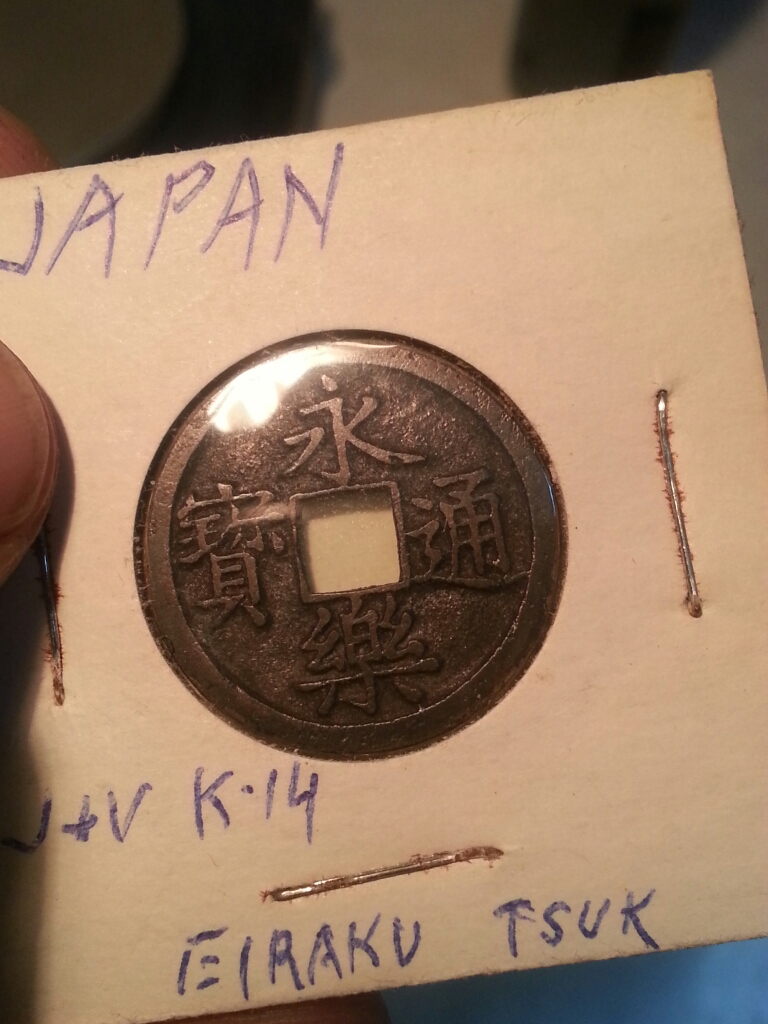 JAPAN
永樂通寶
J+V K-14
EIRAKU TSUK